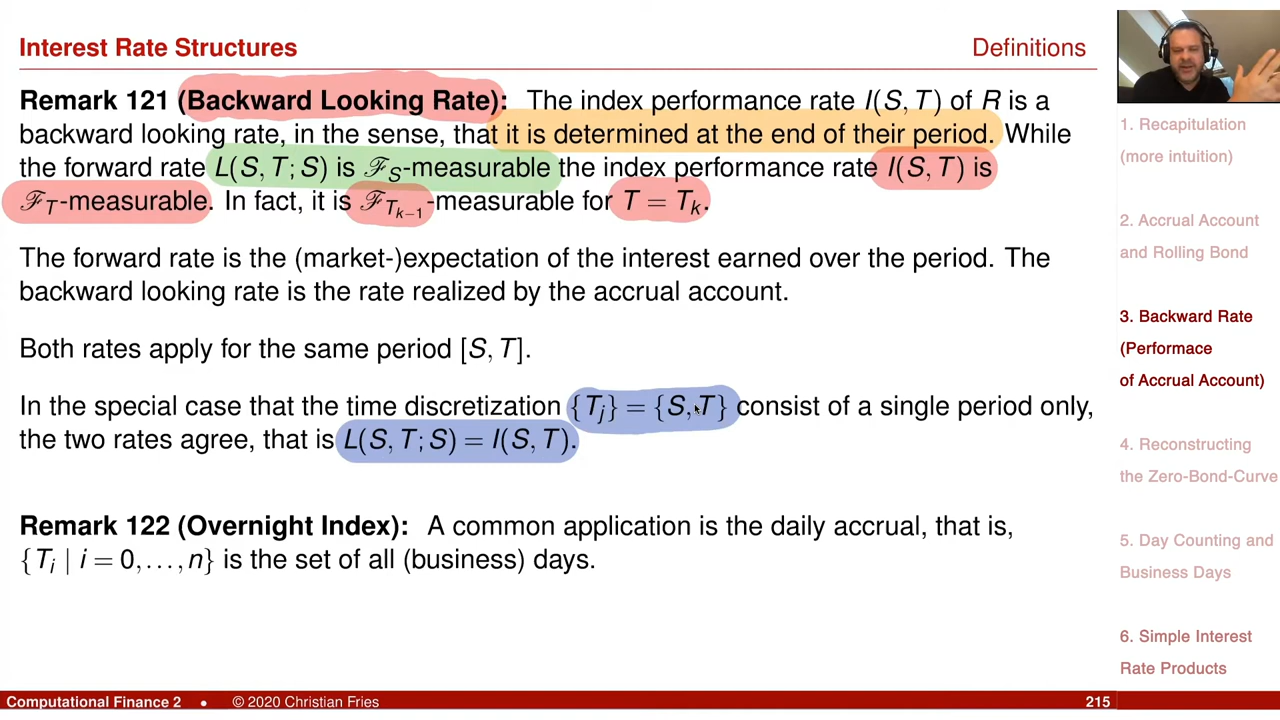 Interest Rate Structures
Definitions
Remark 121 (Backward Looking Rate): The index performance rate I(S, T) of R is a
backward looking rate, in the sense, that it is determined at the end of their period. While
the forward rate L(S, T; S) is ℱ_S-measurable the index performance rate I(S, T) is
ℱ_T-measurable. In fact, it is ℱ_{T_{k−1}}-measurable for T = T_k.
The forward rate is the (market-)expectation of the interest earned over the period. The
backward looking rate is the rate realized by the accrual account.
Both rates apply for the same period [S, T].
In the special case that the time discretization {T_j} = {S, T} consist of a single period only,
the two rates agree, that is L(S, T; S) = I(S, T).
Remark 122 (Overnight Index): A common application is the daily accrual, that is,
{T_i | i = 0, . . . , n} is the set of all (business) days.
1. Recapitulation
(more intuition)
2. Accrual Account
and Rolling Bond
3. Backward Rate
(Performace
of Accrual Account)
4. Reconstructing
the Zero-Bond-Curve
5. Day Counting and
Business Days
6. Simple Interest
Rate Products
Computational Finance 2 • © 2020 Christian Fries
215